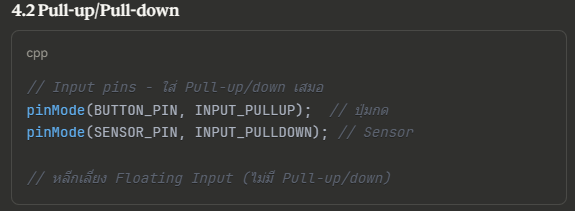 4.2 Pull-up/Pull-down
cpp
// Input pins - ใส่ Pull-up/down เสมอ
pinMode(BUTTON_PIN, INPUT_PULLUP);  // ปุ่มกด
pinMode(SENSOR_PIN, INPUT_PULLDOWN); // Sensor
// หลีกเลี่ยง Floating Input (ไม่มี Pull-up/down)